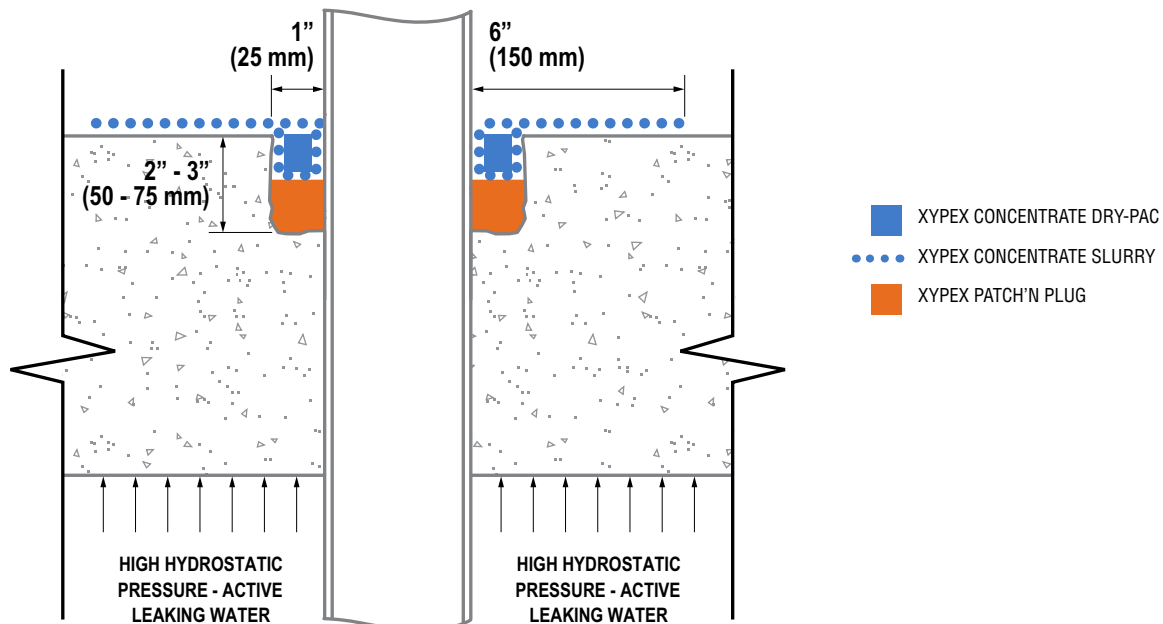 1”
(25 mm)
6”
(150 mm)
2” - 3”
(50 - 75 mm)
XYPEX CONCENTRATE DRY-PAC
XYPEX CONCENTRATE SLURRY
XYPEX PATCH’N PLUG
HIGH HYDROSTATIC
PRESSURE - ACTIVE
LEAKING WATER
HIGH HYDROSTATIC
PRESSURE - ACTIVE
LEAKING WATER